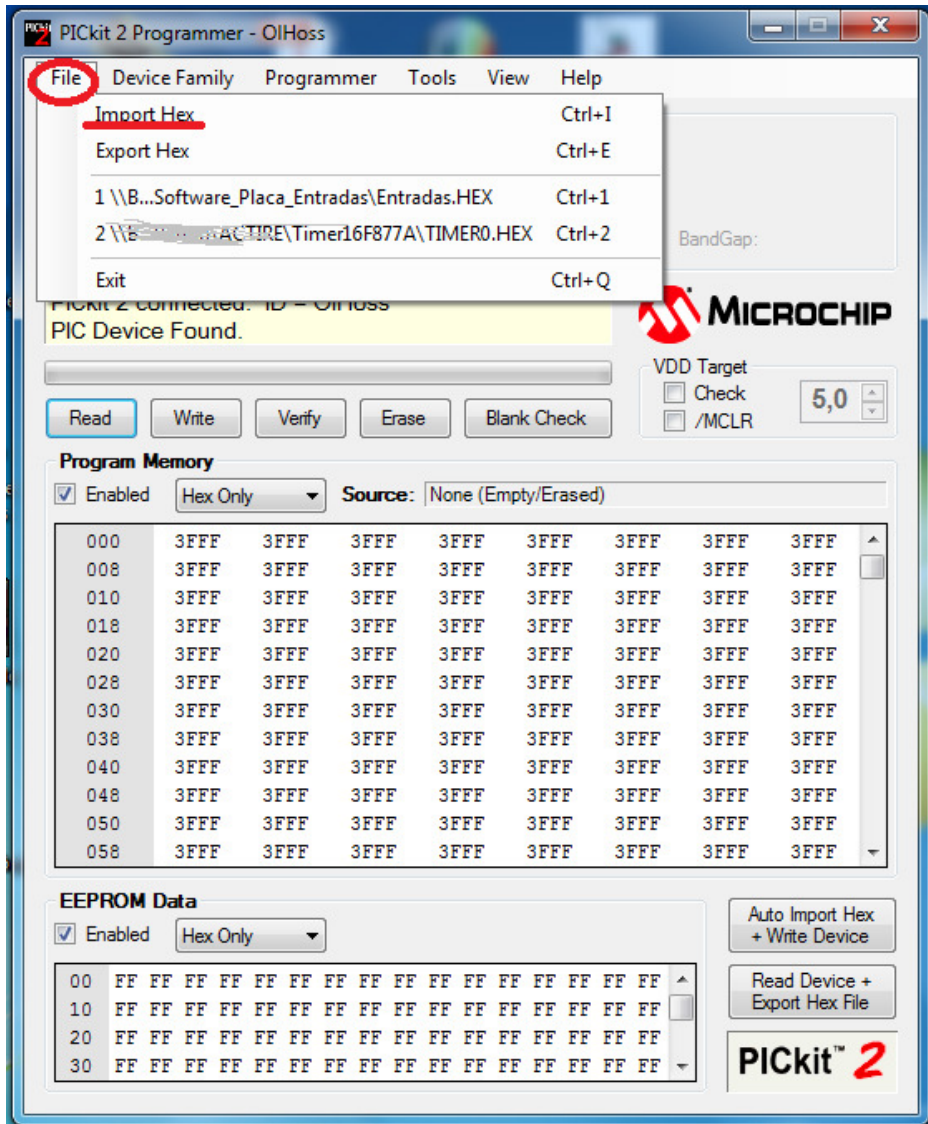 PICkit 2 Programmer - OlHoss
File Device Family Programmer Tools View Help
Import Hex Ctrl+I
Export Hex Ctrl+E
1 \\B...Software_Placa_Entradas\Entradas.HEX Ctrl+1
2 \\B ACTIRE\Timer16F877A\TIMER0.HEX Ctrl+2
Exit Ctrl+Q
BandGap:
PICkit 2 connected. ID = OlHoss
PIC Device Found.
MICROCHIP
VDD Target
Check
/MCLR
5,0
Read Write Verify Erase Blank Check
Program Memory
Enabled Hex Only Source: None (Empty/Erased)
000 3FFF 3FFF 3FFF 3FFF 3FFF 3FFF 3FFF 3FFF
008 3FFF 3FFF 3FFF 3FFF 3FFF 3FFF 3FFF 3FFF
010 3FFF 3FFF 3FFF 3FFF 3FFF 3FFF 3FFF 3FFF
018 3FFF 3FFF 3FFF 3FFF 3FFF 3FFF 3FFF 3FFF
020 3FFF 3FFF 3FFF 3FFF 3FFF 3FFF 3FFF 3FFF
028 3FFF 3FFF 3FFF 3FFF 3FFF 3FFF 3FFF 3FFF
030 3FFF 3FFF 3FFF 3FFF 3FFF 3FFF 3FFF 3FFF
038 3FFF 3FFF 3FFF 3FFF 3FFF 3FFF 3FFF 3FFF
040 3FFF 3FFF 3FFF 3FFF 3FFF 3FFF 3FFF 3FFF
048 3FFF 3FFF 3FFF 3FFF 3FFF 3FFF 3FFF 3FFF
050 3FFF 3FFF 3FFF 3FFF 3FFF 3FFF 3FFF 3FFF
058 3FFF 3FFF 3FFF 3FFF 3FFF 3FFF 3FFF 3FFF
EEPROM Data
Enabled Hex Only
00 FF FF FF FF FF FF FF FF FF FF FF FF FF FF FF FF
10 FF FF FF FF FF FF FF FF FF FF FF FF FF FF FF FF
20 FF FF FF FF FF FF FF FF FF FF FF FF FF FF FF FF
30 FF FF FF FF FF FF FF FF FF FF FF FF FF FF FF FF
Auto Import Hex
+ Write Device
Read Device +
Export Hex File
PICkit™ 2